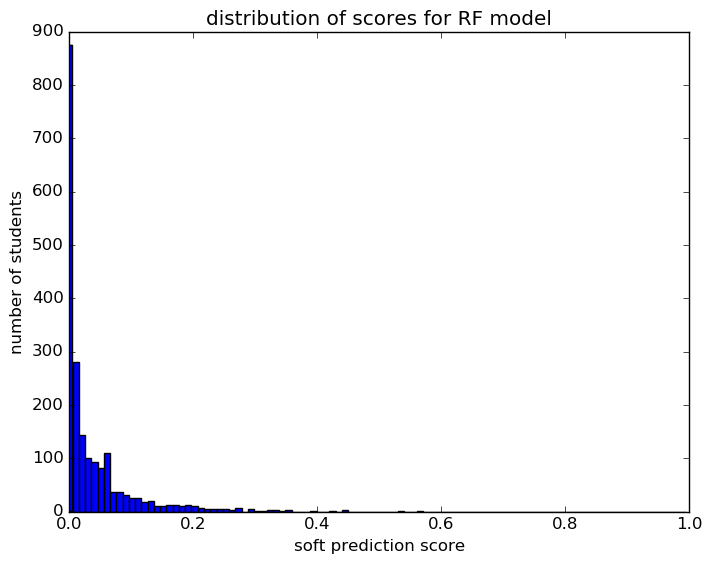 distribution of scores for RF model
900
800
700
600
500
400
300
200
100
0
number of students
0.0 0.2 0.4 0.6 0.8 1.0
soft prediction score